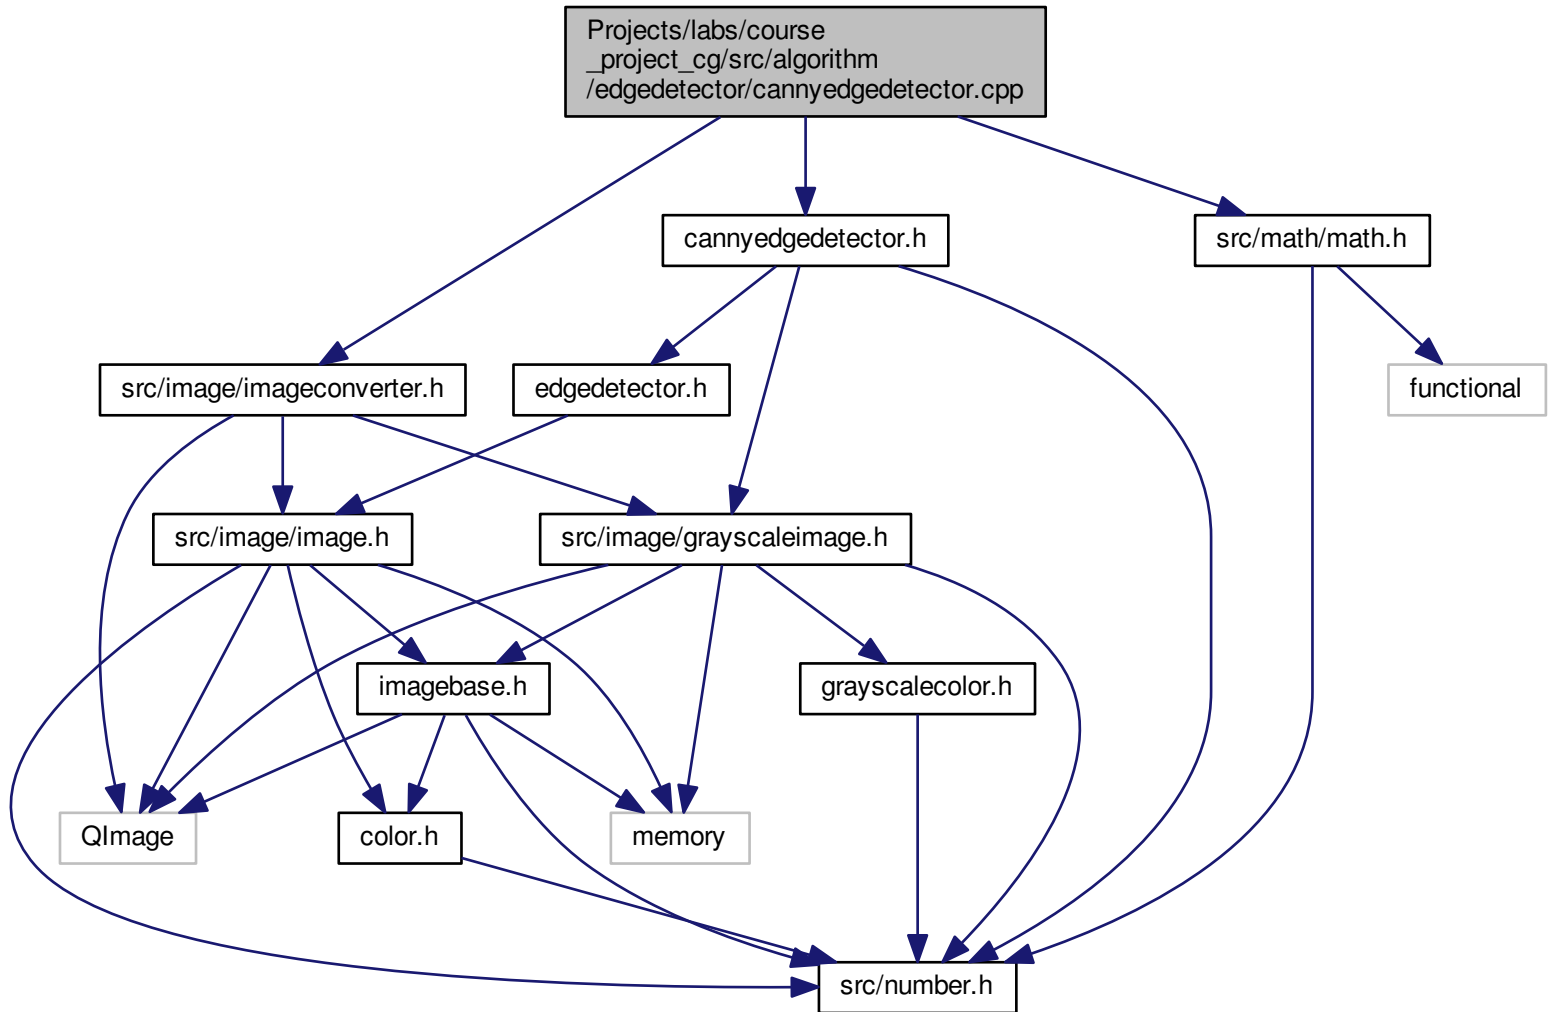 Projects/labs/course
_project_cg/src/algorithm
/edgedetector/cannyedgedetector.cpp
cannyedgedetector.h
src/math/math.h
src/image/imageconverter.h
edgedetector.h
functional
src/image/image.h
src/image/grayscaleimage.h
imagebase.h
grayscalecolor.h
QImage
color.h
memory
src/number.h